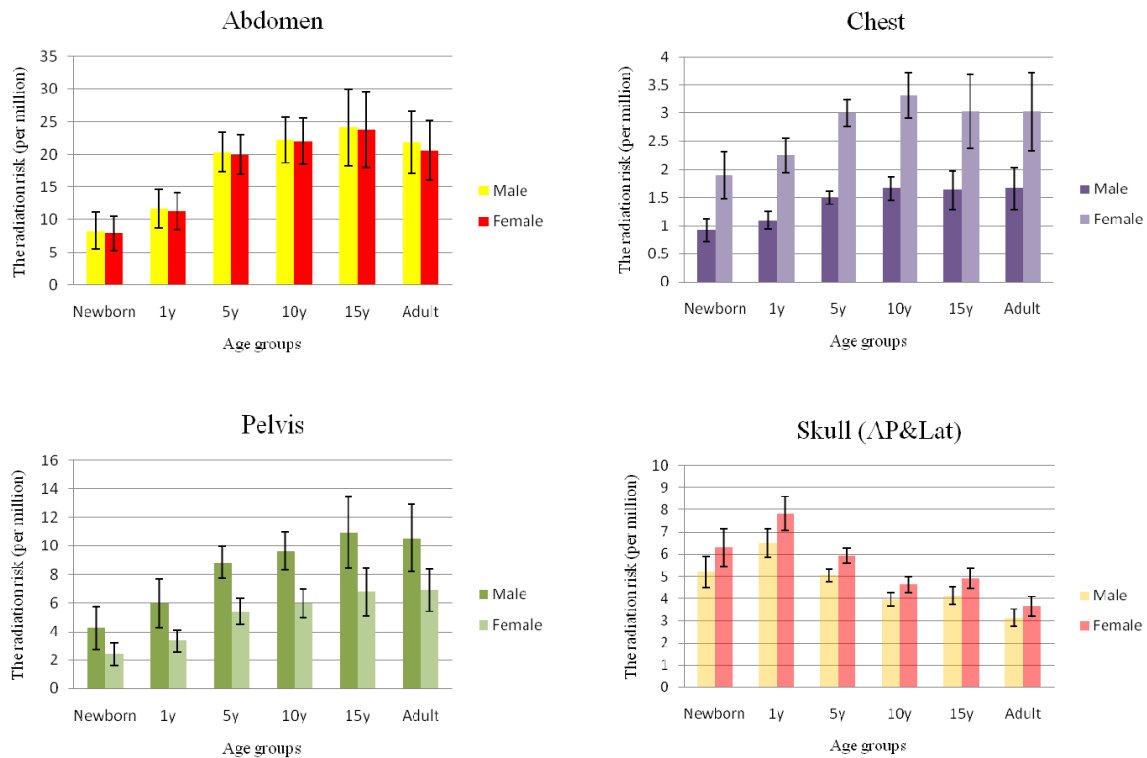 Abdomen
The radiation risk (per million)
35
30
25
20
15
10
5
0
Newborn 1y 5y 10y 15y Adult
Age groups
Male
Female
Chest
The radiation risk (per million)
4
3.5
3
2.5
2
1.5
1
0.5
0
Newborn 1y 5y 10y 15y Adult
Age groups
Male
Female
Pelvis
The radiation risk (per million)
16
14
12
10
8
6
4
2
0
Newborn 1y 5y 10y 15y Adult
Age groups
Male
Female
Skull (AP&Lat)
The radiation risk (per million)
10
9
8
7
6
5
4
3
2
1
0
Newborn 1y 5y 10y 15y Adult
Age groups
Male
Female